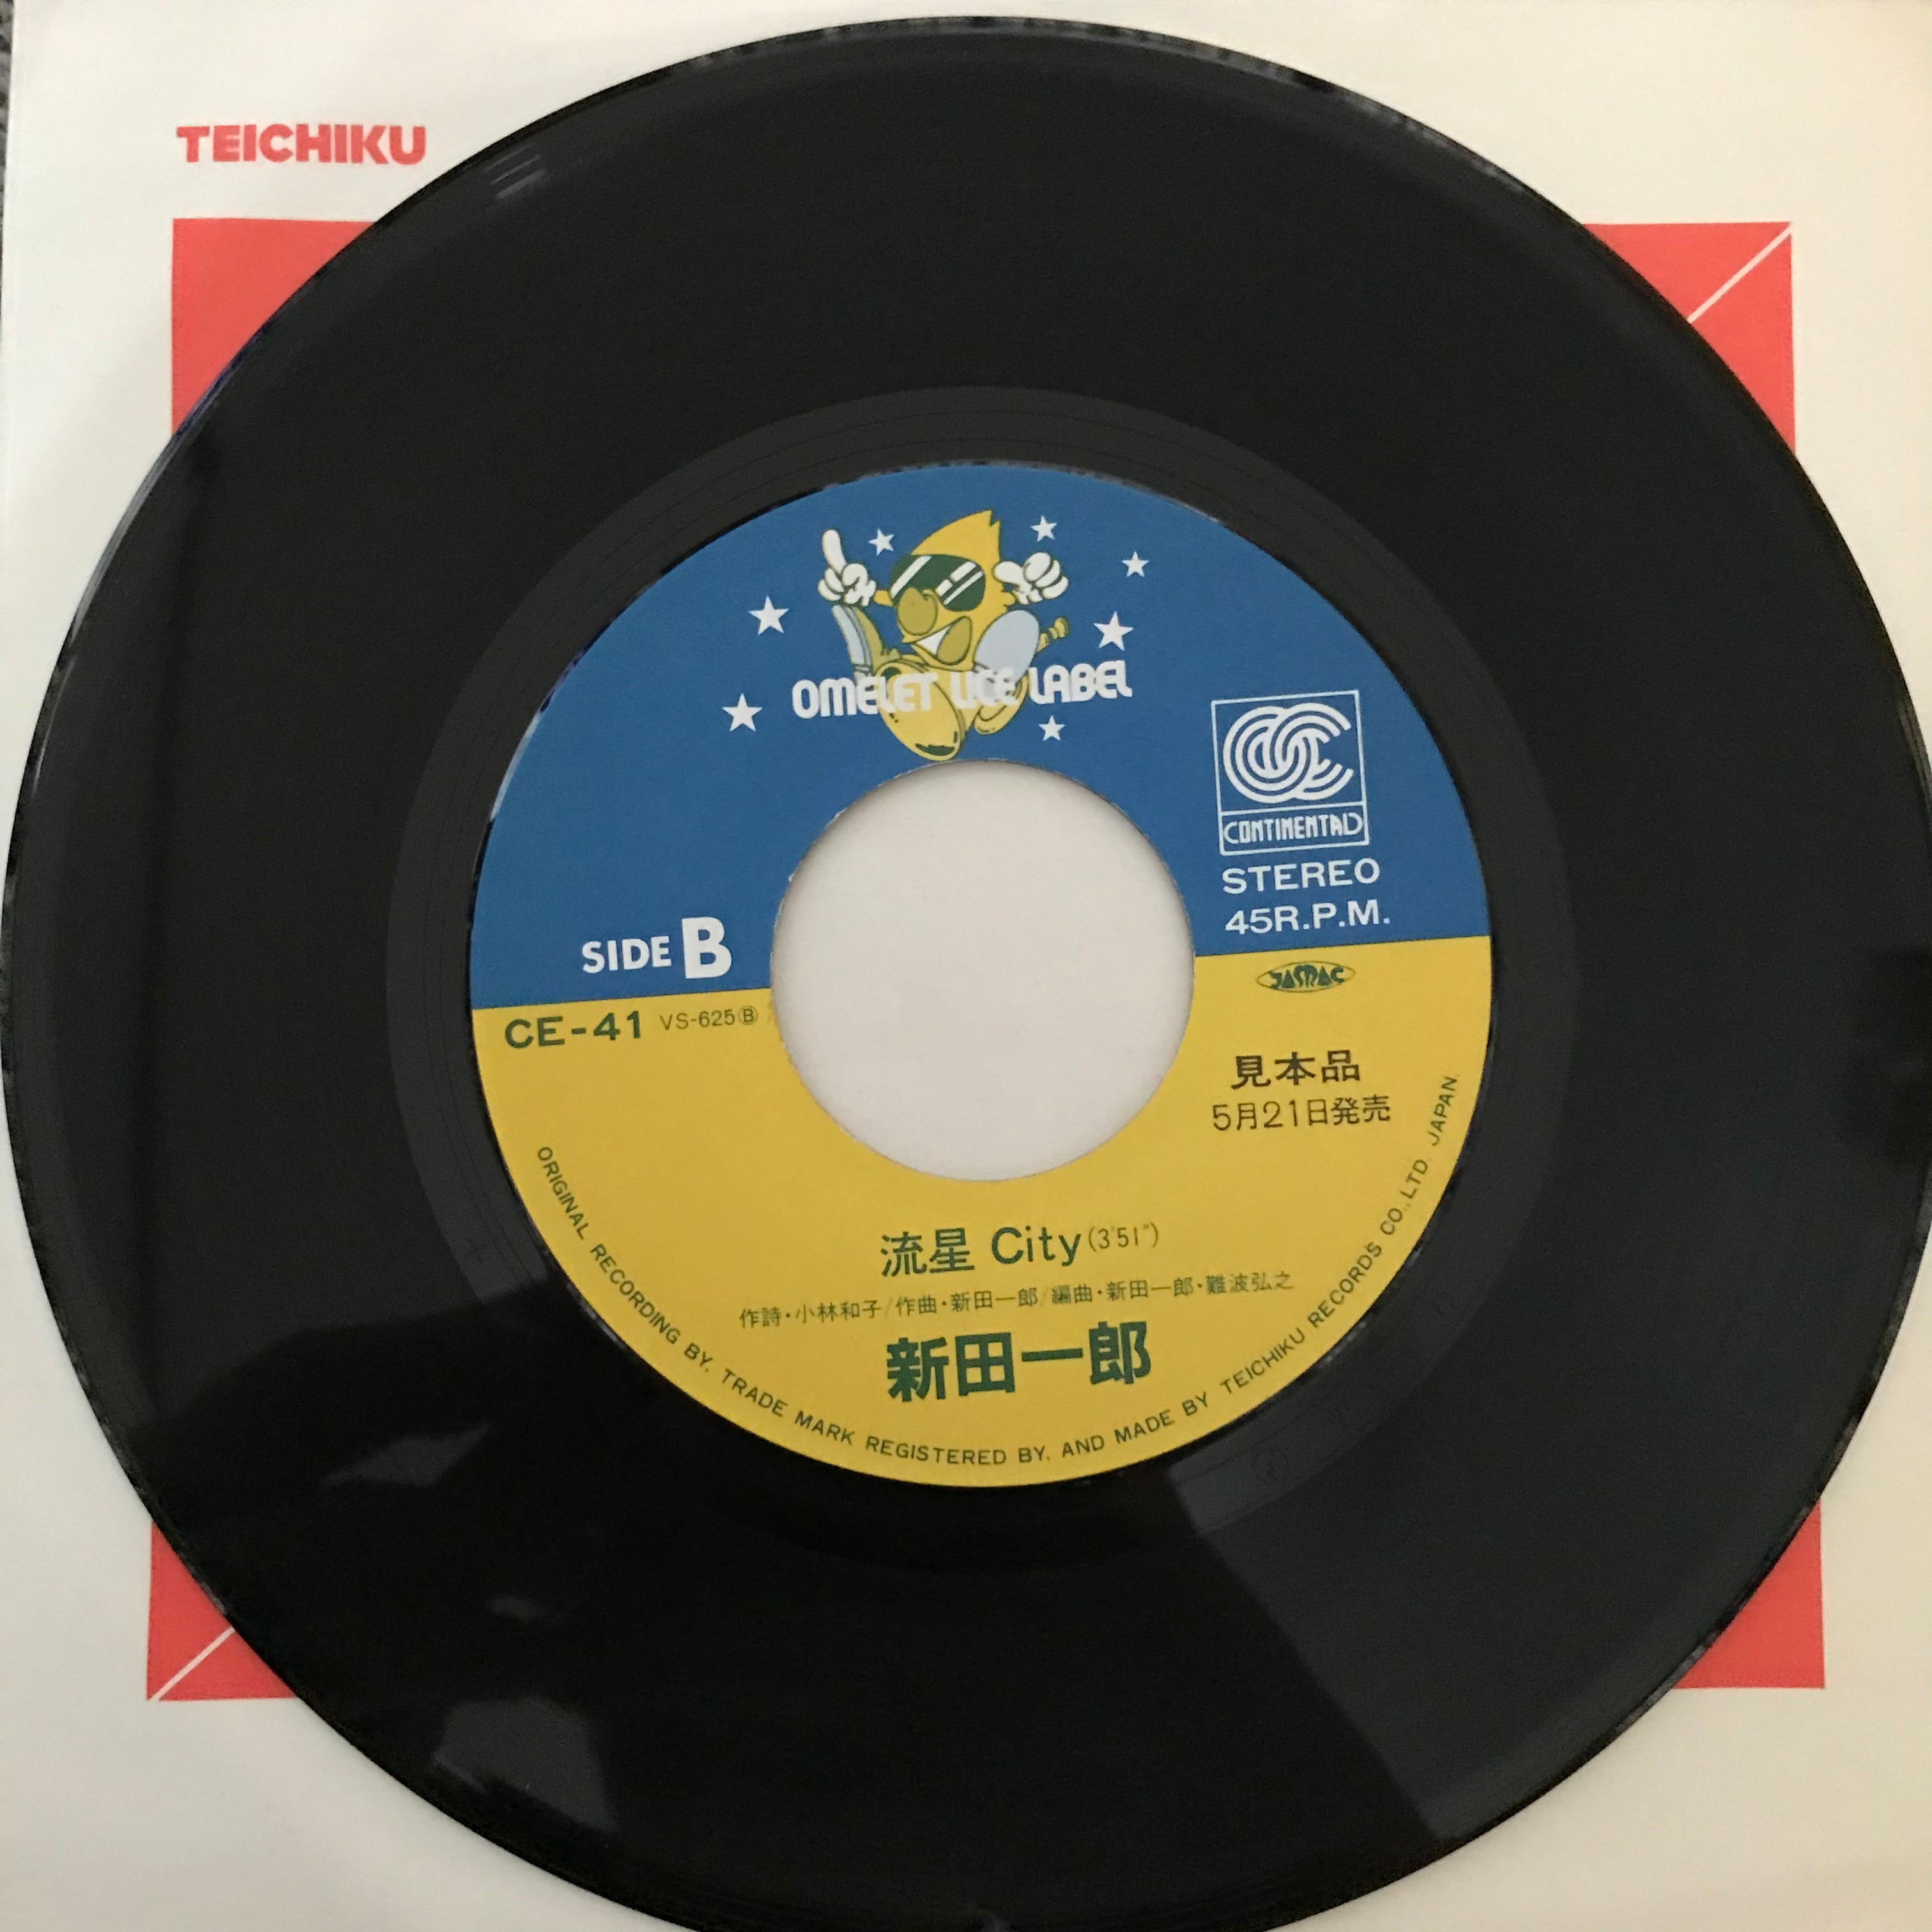 TEICHIKU
OMELET LICE LABEL
CONTINENTAL
STEREO
45R.P.M.
SIDE B
JASRAC
CE-41 VS-625Ⓑ
見本品
5月21日発売
流星 City(3'51")
作詩・小林和子/作曲・新田一郎/編曲・新田一郎・難波弘之
新田一郎
ORIGINAL RECORDING BY, TRADE MARK REGISTERED BY, AND MADE BY TEICHIKU RECORDS CO.,LTD. JAPAN.